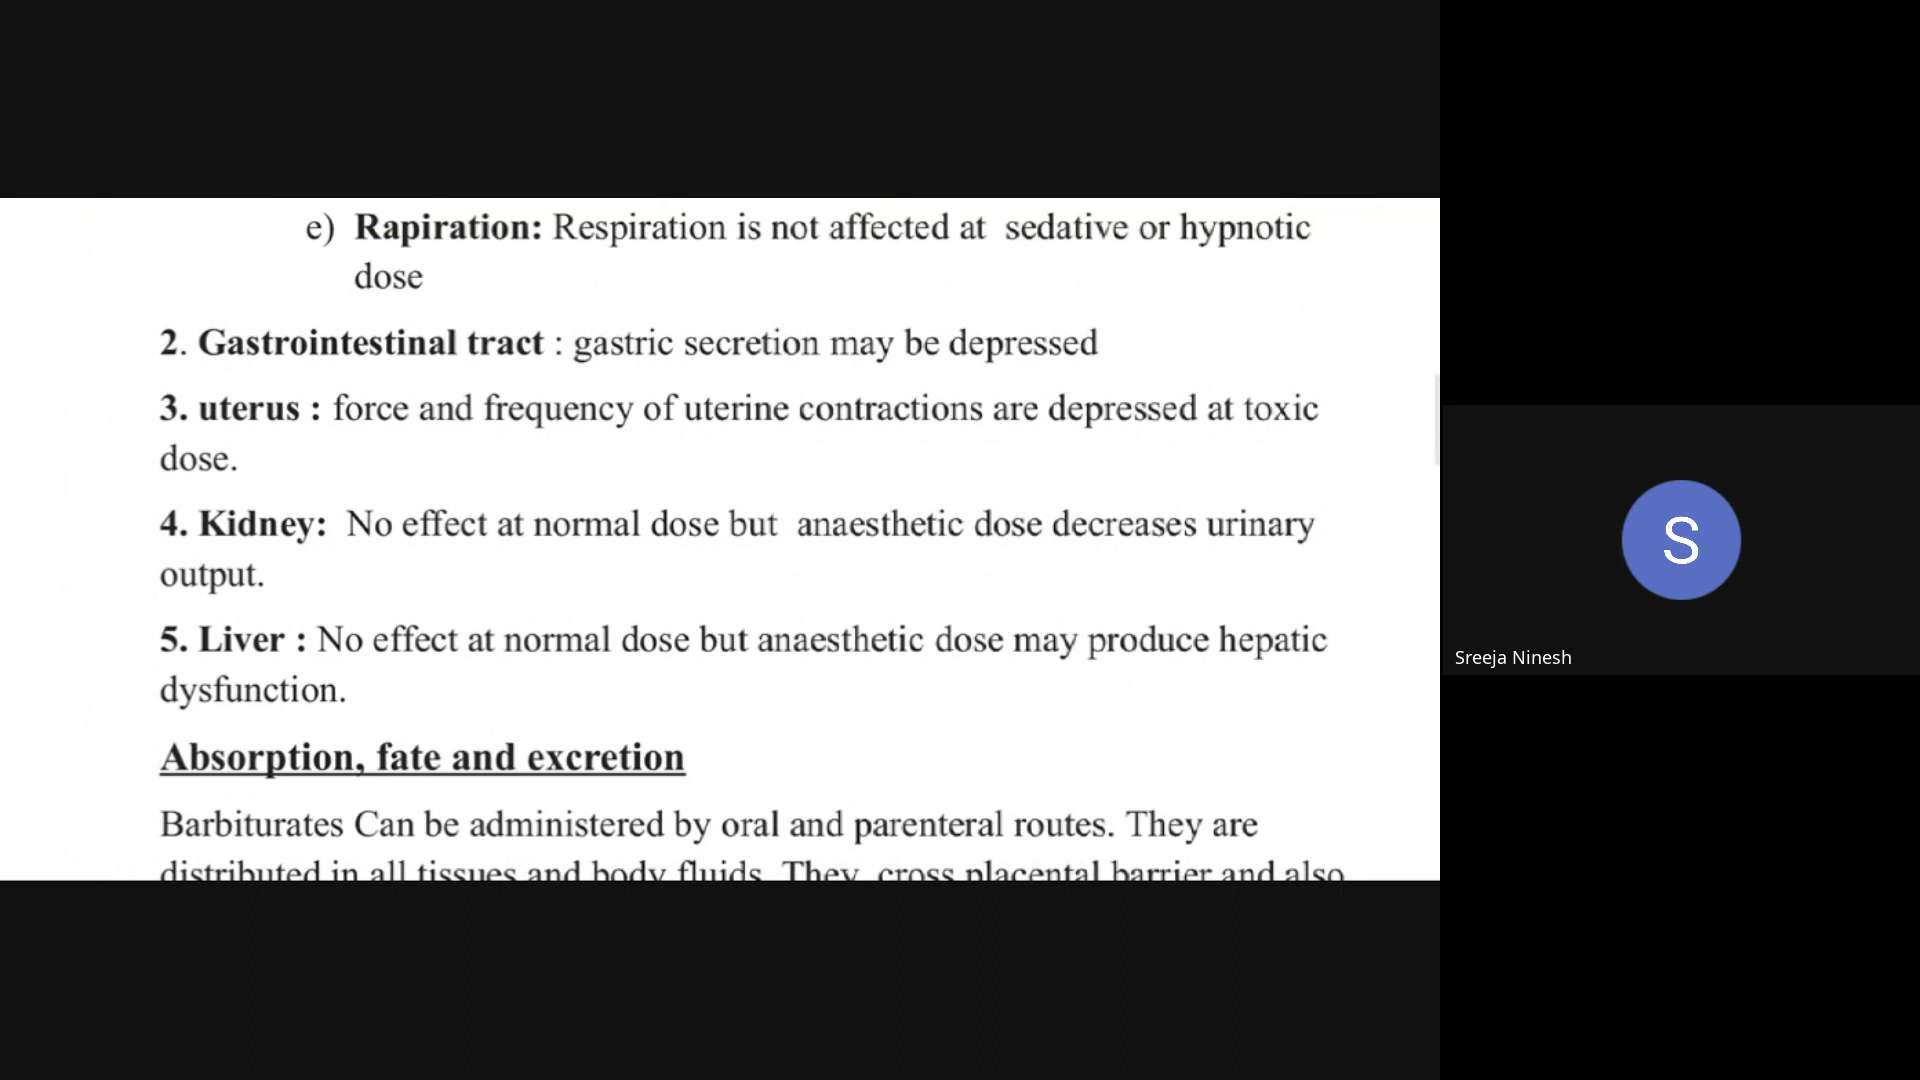 e) Rapiration: Respiration is not affected at sedative or hypnotic
dose
2. Gastrointestinal tract : gastric secretion may be depressed
3. uterus : force and frequency of uterine contractions are depressed at toxic
dose.
4. Kidney: No effect at normal dose but anaesthetic dose decreases urinary
output.
5. Liver : No effect at normal dose but anaesthetic dose may produce hepatic
dysfunction.
Absorption, fate and excretion
Barbiturates Can be administered by oral and parenteral routes. They are
distributed in all tissues and body fluids. They cross placental barrier and also
S
Sreeja Ninesh